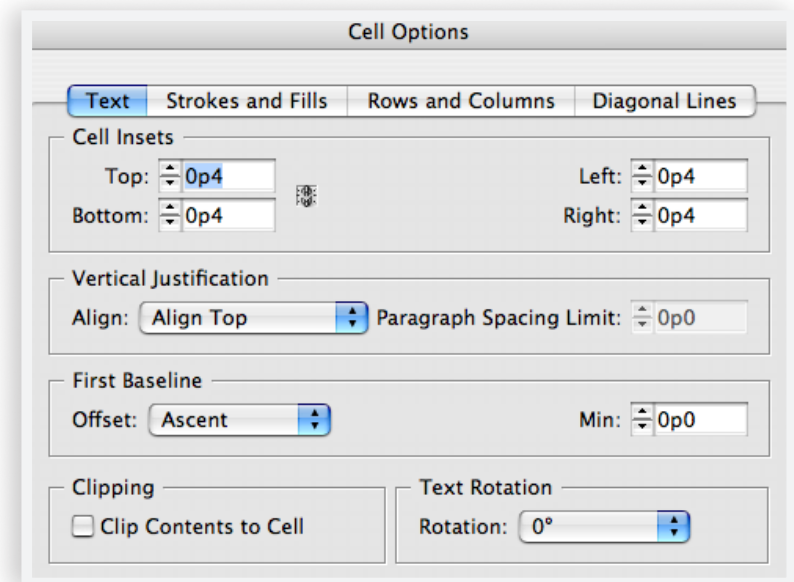 Cell Options
Text Strokes and Fills Rows and Columns Diagonal Lines
Cell Insets
Top: 0p4 Left: 0p4
Bottom: 0p4 Right: 0p4
Vertical Justification
Align: Align Top Paragraph Spacing Limit: 0p0
First Baseline
Offset: Ascent Min: 0p0
Clipping Text Rotation
Clip Contents to Cell Rotation: 0°